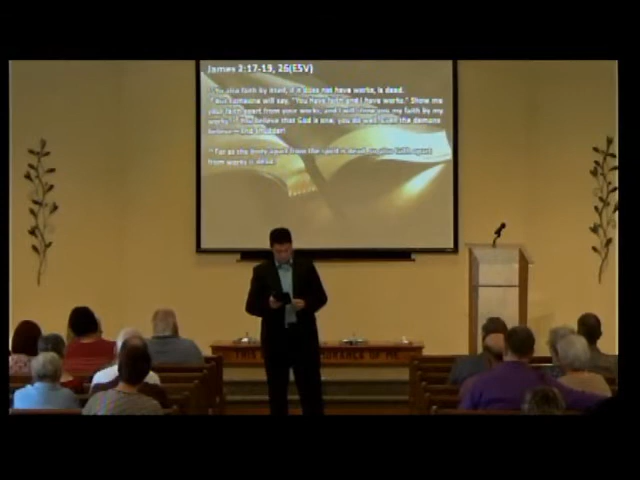 James 2:17-19, 26(ESV)
So also faith by itself, if it does not have works, is dead.
But someone will say, "You have faith and I have works." Show me
your faith apart from your works, and I will show you my faith by my
works. You believe that God is one; you do well. Even the demons
believe—and shudder!
For as the body apart from the spirit is dead, so also faith apart
from works is dead.
THIS IN REMEMBRANCE OF